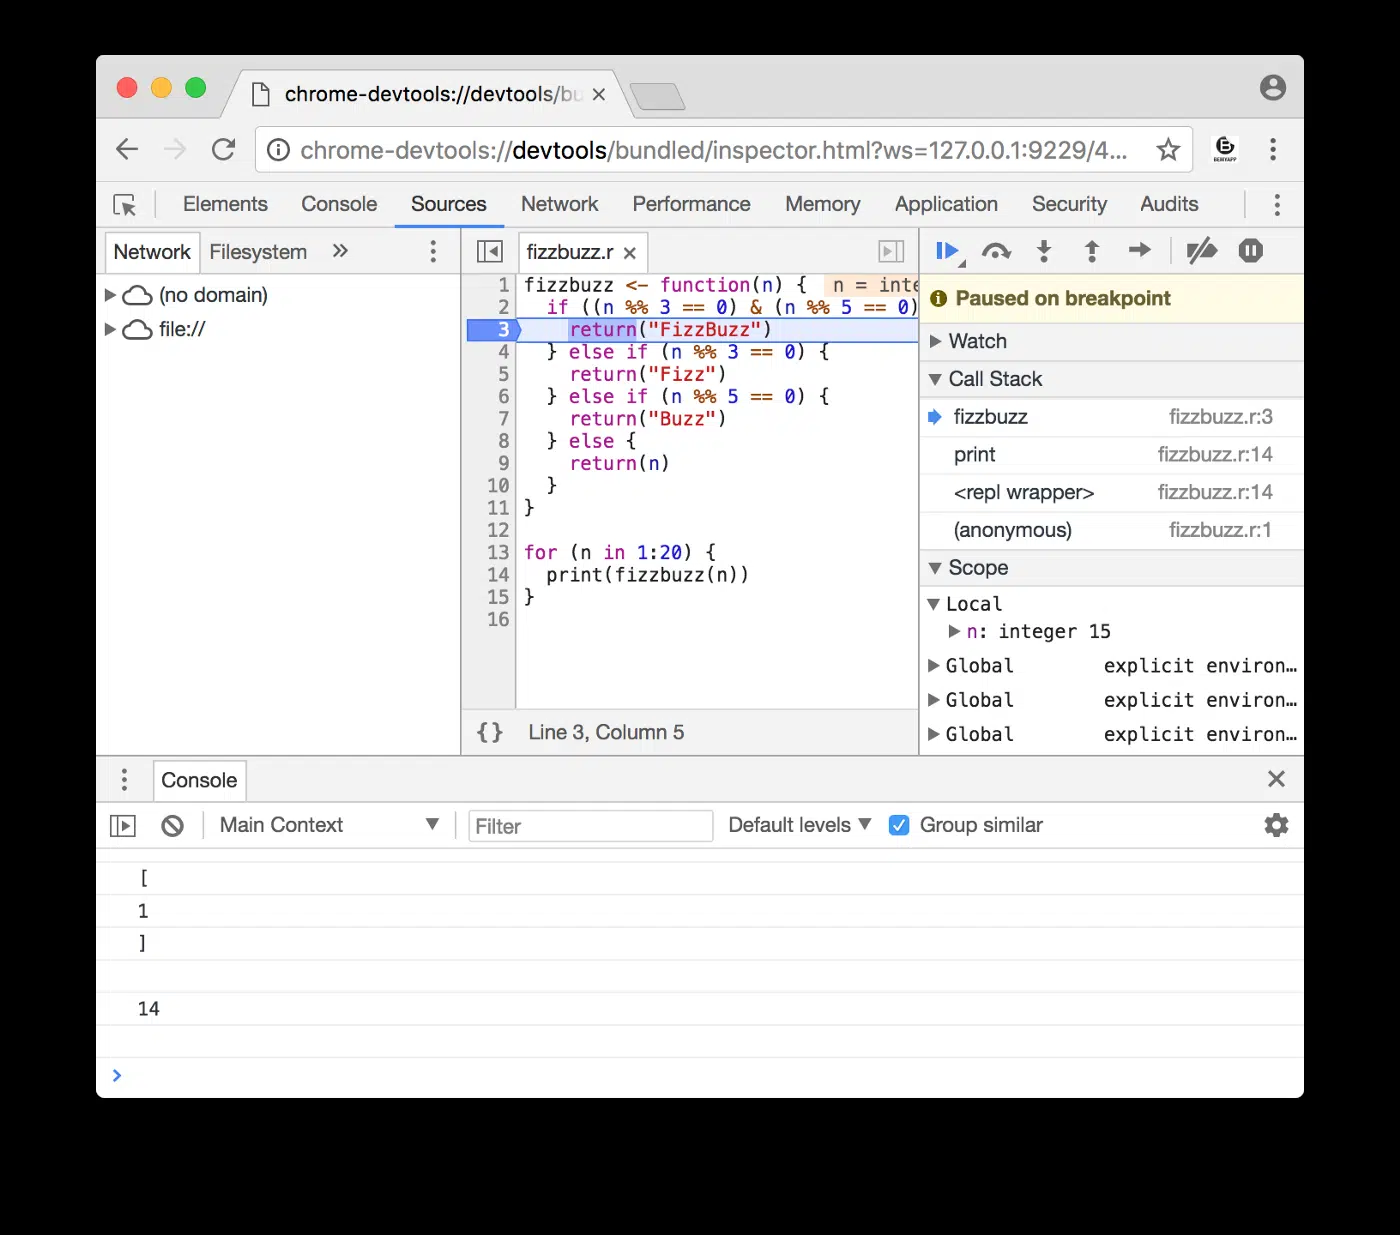 chrome-devtools://devtools/bu
chrome-devtools://devtools/bundled/inspector.html?ws=127.0.0.1:9229/4...
BEMYAPP
Elements Console Sources Network Performance Memory Application Security Audits
Network Filesystem »
(no domain)
file://
fizzbuzz.r
1 fizzbuzz <- function(n) { n = inte
2 if ((n %% 3 == 0) & (n %% 5 == 0)
3 return("FizzBuzz")
4 } else if (n %% 3 == 0) {
5 return("Fizz")
6 } else if (n %% 5 == 0) {
7 return("Buzz")
8 } else {
9 return(n)
10 }
11 }
12
13 for (n in 1:20) {
14 print(fizzbuzz(n))
15 }
16
{} Line 3, Column 5
Paused on breakpoint
Watch
Call Stack
fizzbuzz fizzbuzz.r:3
print fizzbuzz.r:14
<repl wrapper> fizzbuzz.r:14
(anonymous) fizzbuzz.r:1
Scope
Local
n: integer 15
Global explicit environ…
Global explicit environ…
Global explicit environ…
Console
Main Context Filter Default levels Group similar
[
1
]
14